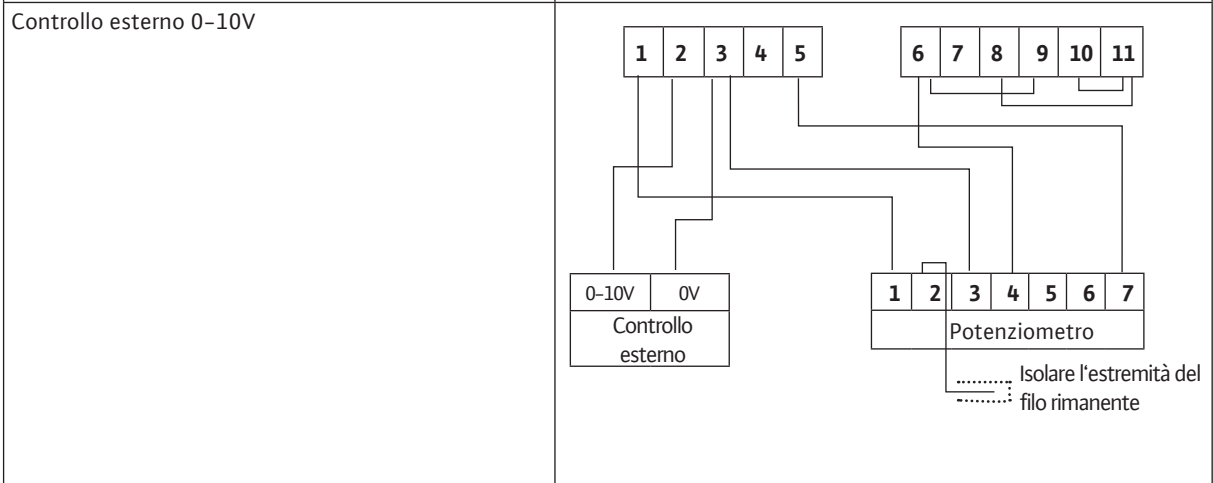 Controllo esterno 0–10V
1 2 3 4 5
6 7 8 9 10 11
0–10V 0V
Controllo
esterno
1 2 3 4 5 6 7
Potenziometro
Isolare l‘estremità del
filo rimanente